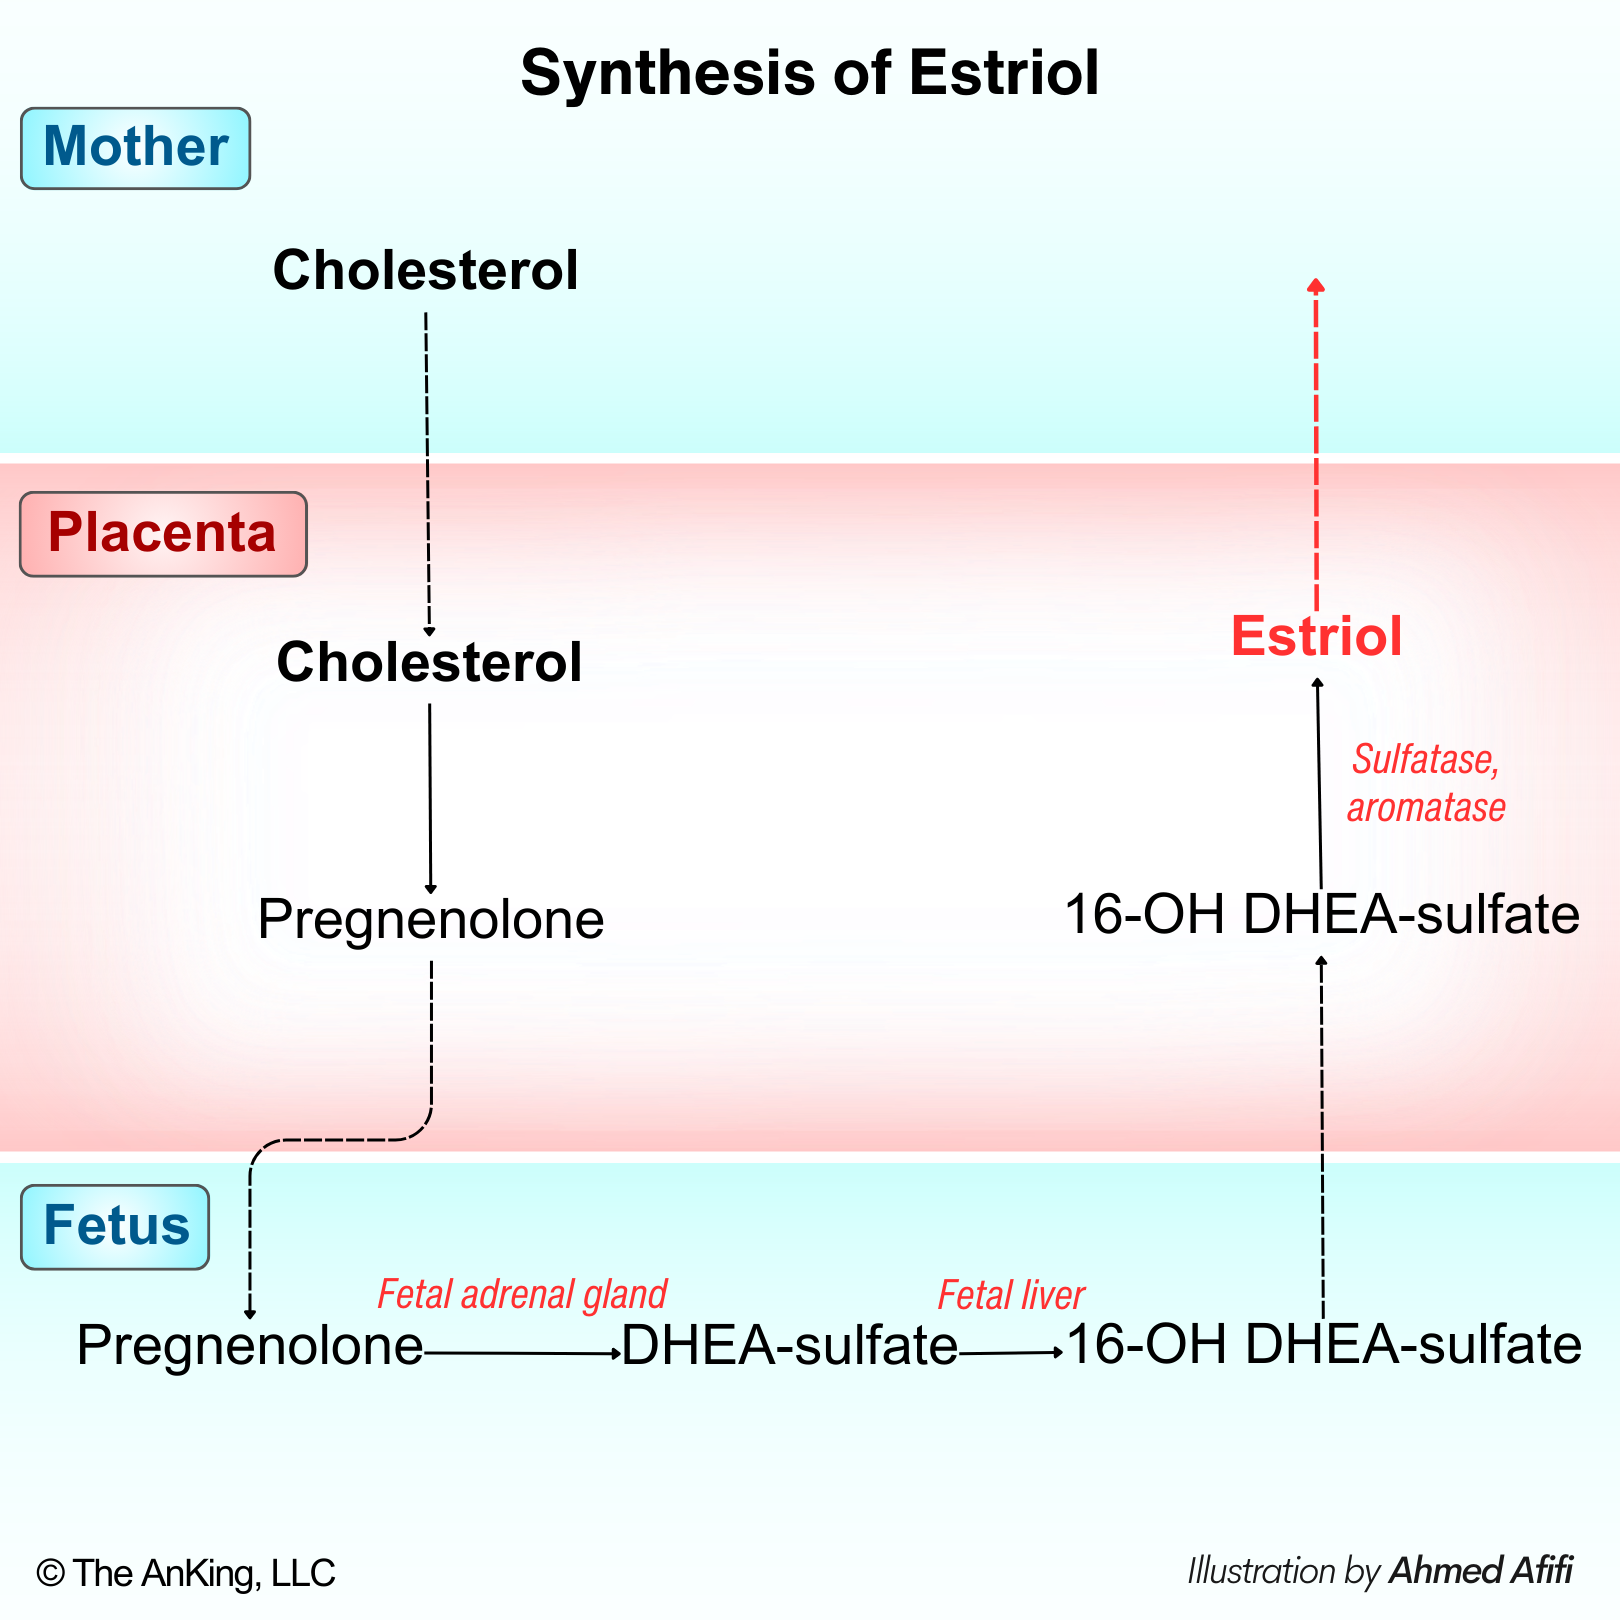 Synthesis of Estriol
Mother
Cholesterol
Placenta
Cholesterol
Estriol
Sulfatase,
aromatase
Pregnenolone
16-OH DHEA-sulfate
Fetus
Fetal adrenal gland
Fetal liver
Pregnenolone
DHEA-sulfate
16-OH DHEA-sulfate
© The AnKing, LLC
Illustration by Ahmed Afifi